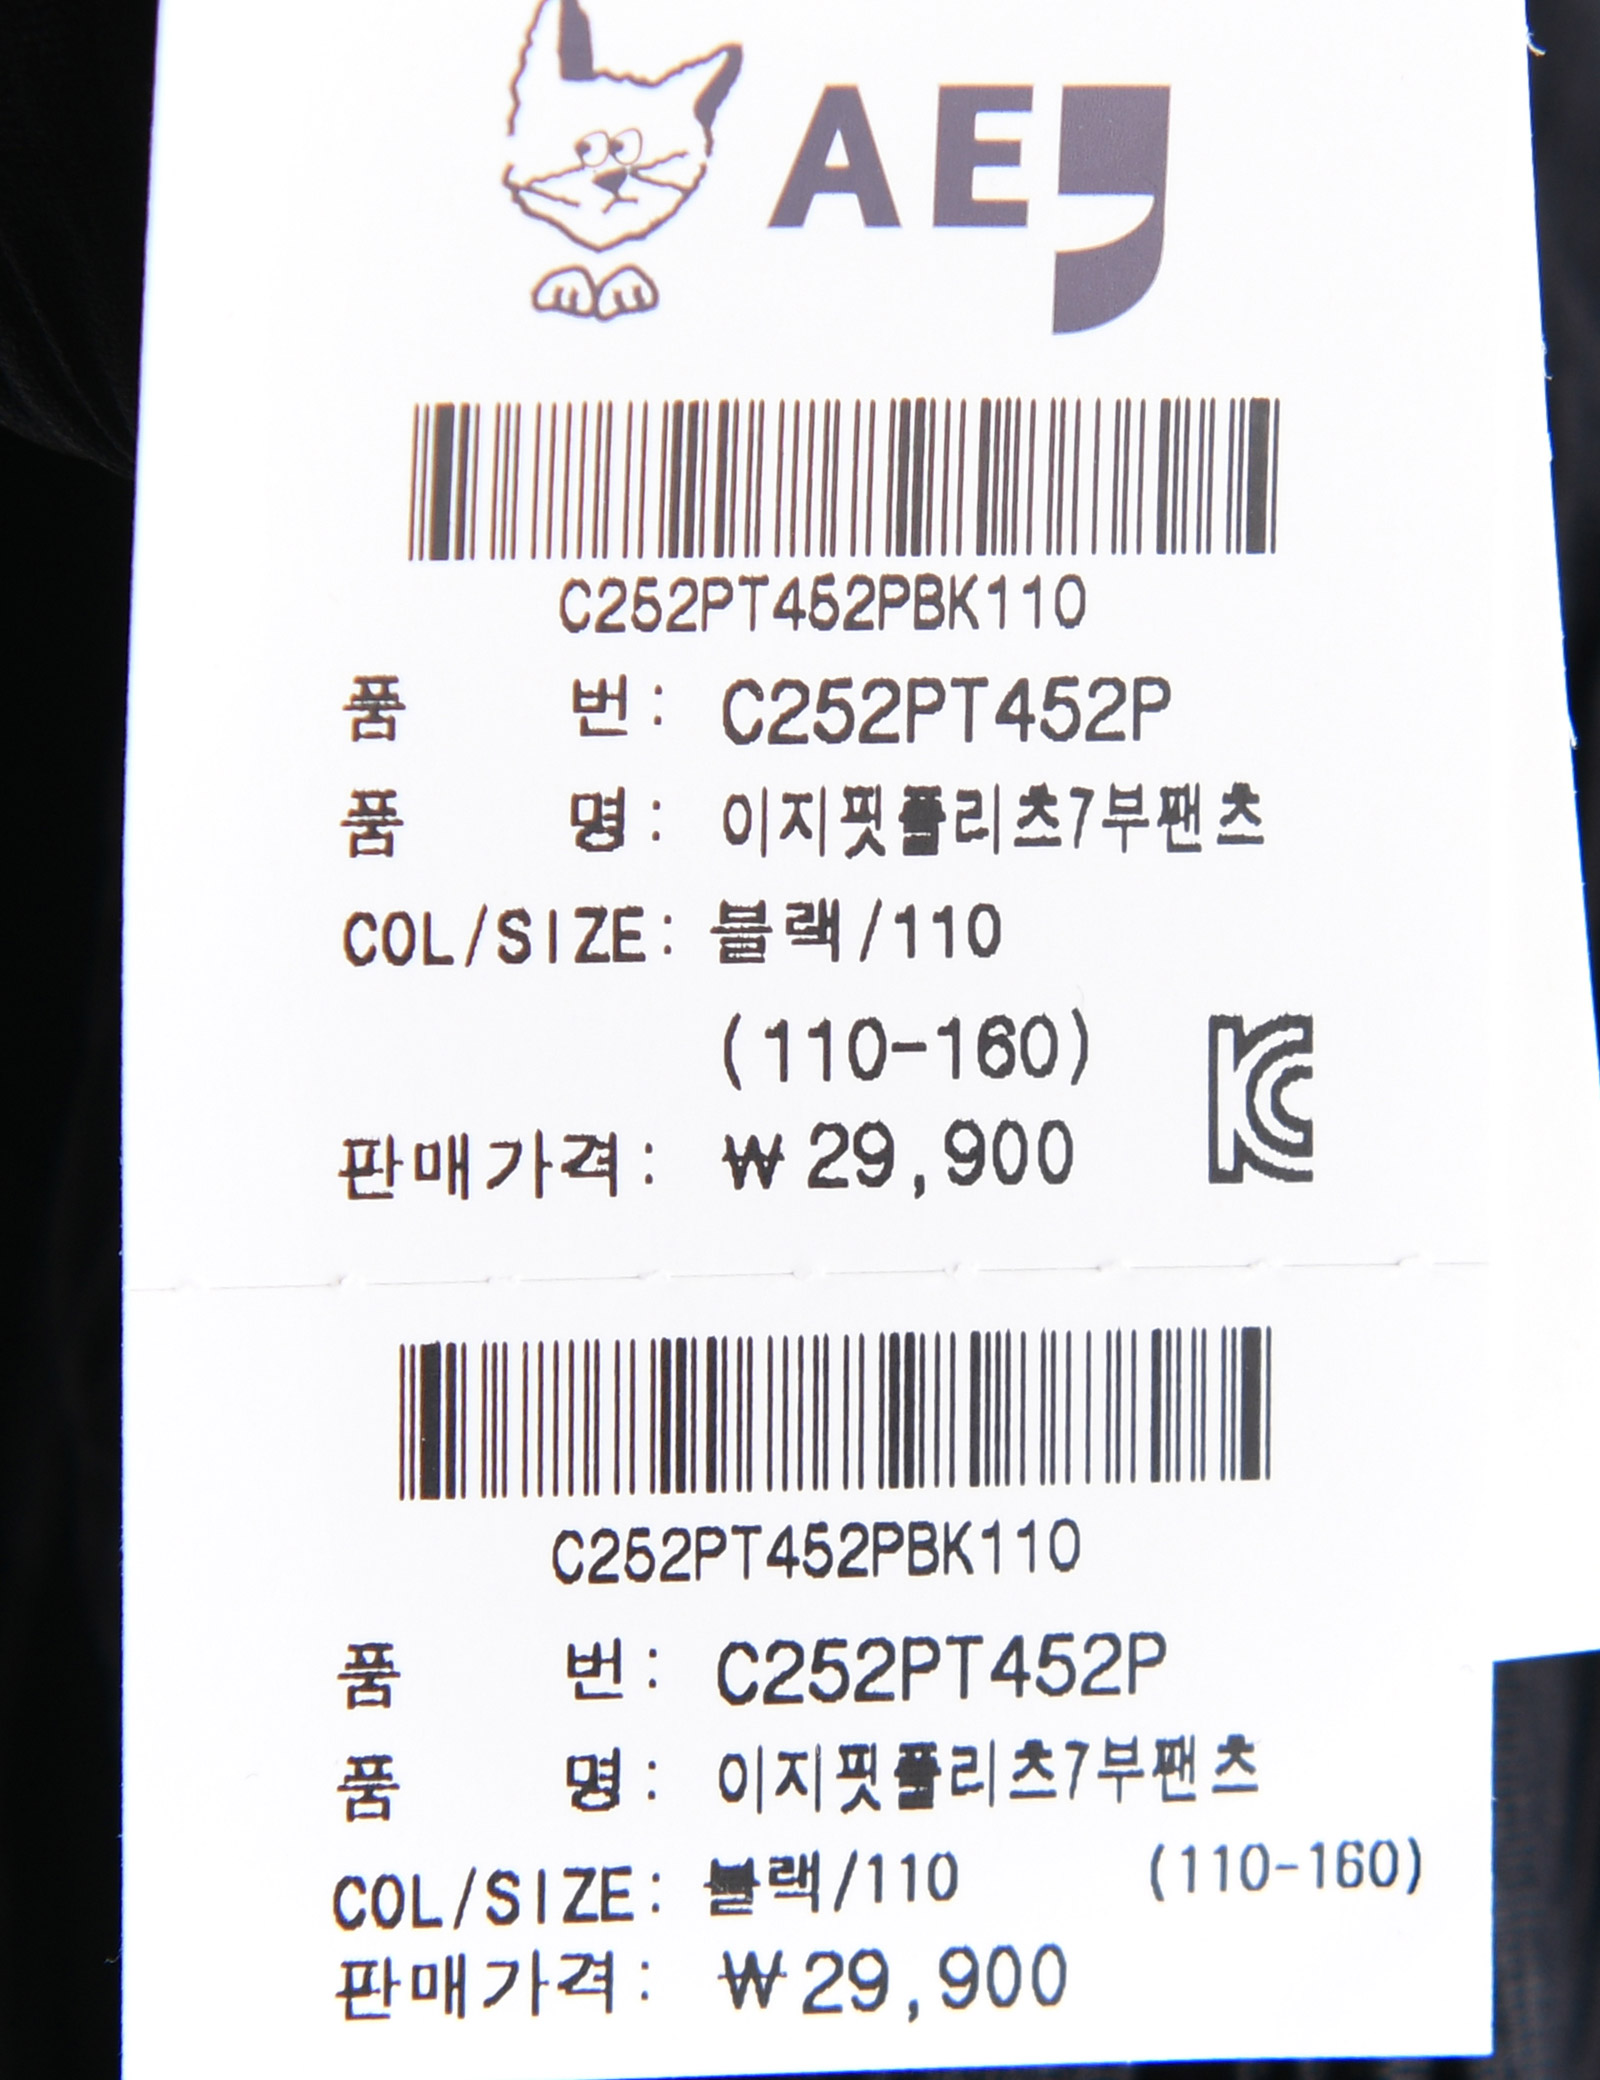 AE,
C252PT452PBK110
품 번: C252PT452P
품 명: 이지핏플리츠7부팬츠
COL/SIZE: 블랙/110
(110-160)
판매가격: ₩29,900
C252PT452PBK110
품 번: C252PT452P
품 명: 이지핏플리츠7부팬츠
COL/SIZE: 블랙/110 (110-160)
판매가격: ₩29,900